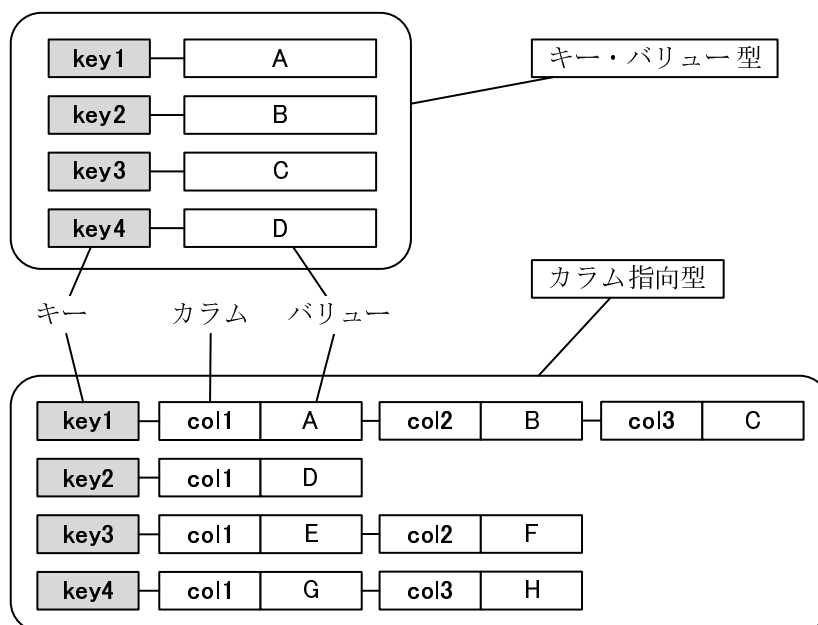 key1 A
キー・バリュー型
key2 B
key3 C
key4 D
カラム指向型
キー カラム バリュー
key1 col1 A col2 B col3 C
key2 col1 D
key3 col1 E col2 F
key4 col1 G col3 H